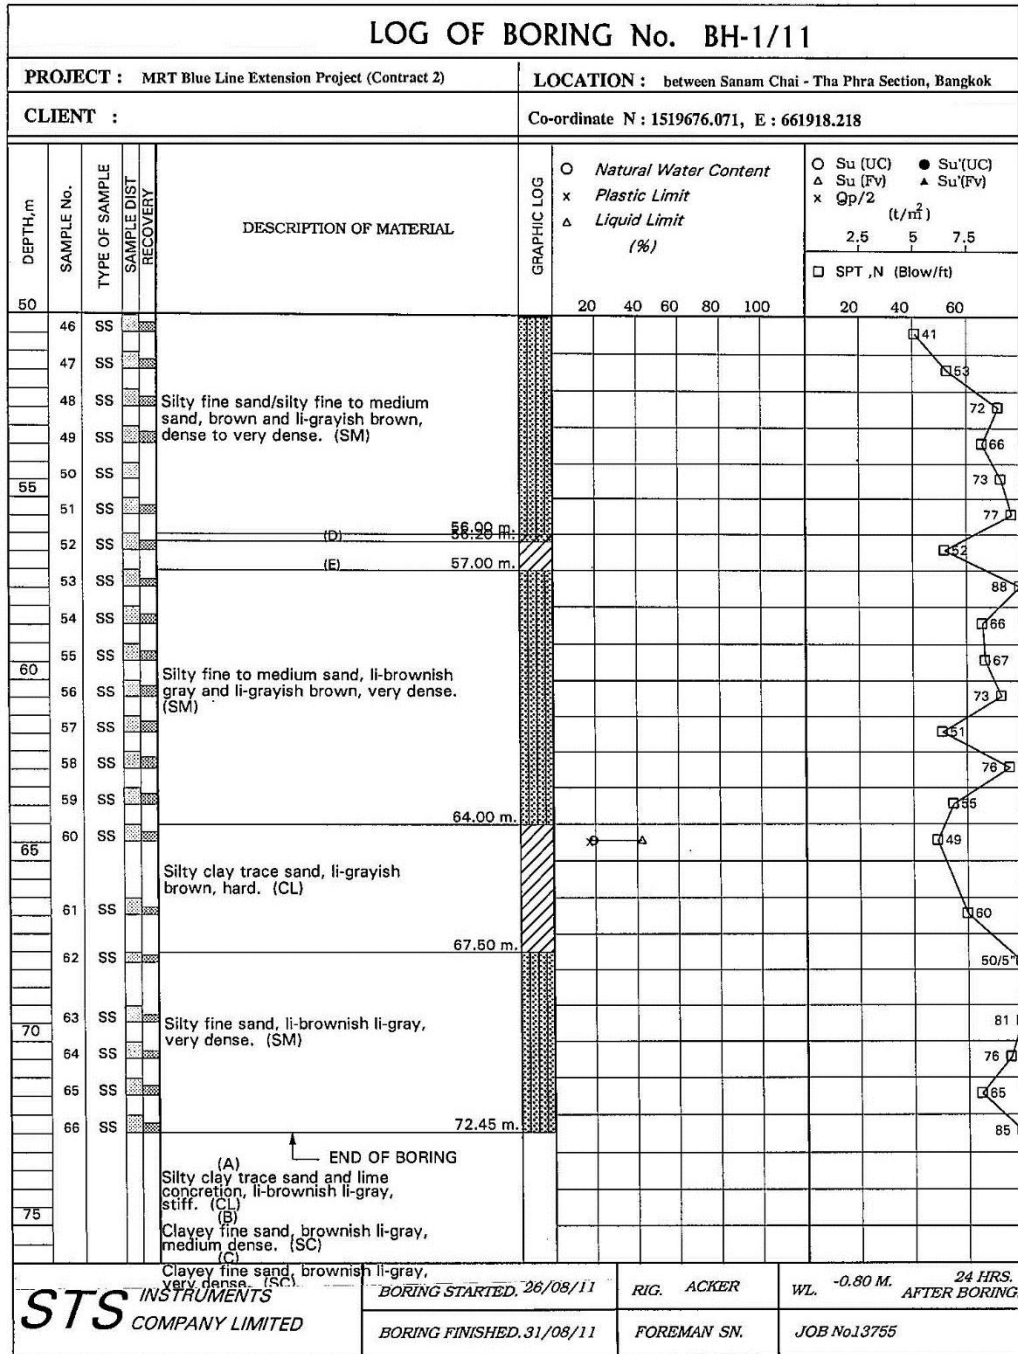 LOG OF BORING No. BH-1/11
PROJECT : MRT Blue Line Extension Project (Contract 2)
LOCATION : between Sanam Chai - Tha Phra Section, Bangkok
CLIENT :
Co-ordinate N : 1519676.071, E : 661918.218
DEPTH,m
SAMPLE No.
TYPE OF SAMPLE
SAMPLE DIST
RECOVERY
DESCRIPTION OF MATERIAL
GRAPHIC LOG
O Natural Water Content
x Plastic Limit
△ Liquid Limit
(%)
20 40 60 80 100
○ Su (UC) ● Su'(UC)
△ Su (Fv) ▲ Su'(Fv)
x Qp/2
(t/m²)
2.5 5 7.5
□ SPT ,N (Blow/ft)
20 40 60
50
46 SS 41
47 SS 53
48 SS 72
Silty fine sand/silty fine to medium
sand, brown and li-grayish brown,
dense to very dense. (SM)
49 SS 66
50 SS 73
55
51 SS 77
56.00 m.
(D) 56.20 m.
52 SS 52
(E) 57.00 m.
53 SS 88
54 SS 66
55 SS 67
60
Silty fine to medium sand, li-brownish
gray and li-grayish brown, very dense.
(SM)
56 SS 73
57 SS 51
58 SS 76
59 SS 55
64.00 m.
60 SS 49
65
Silty clay trace sand, li-grayish
brown, hard. (CL)
61 SS 60
67.50 m.
62 SS 50/5"
63 SS 81
70
Silty fine sand, li-brownish li-gray,
very dense. (SM)
64 SS 76
65 SS 65
66 SS 72.45 m. 85
END OF BORING
(A)
Silty clay trace sand and lime
concretion, li-brownish li-gray,
stiff. (CL)
75
(B)
Clayey fine sand, brownish li-gray,
medium dense. (SC)
(C)
Clayey fine sand, brownish li-gray,
very dense. (SC)
STS INSTRUMENTS
COMPANY LIMITED
BORING STARTED. 26/08/11
RIG. ACKER
WL. -0.80 M. 24 HRS.
AFTER BORING
BORING FINISHED. 31/08/11
FOREMAN SN.
JOB No13755